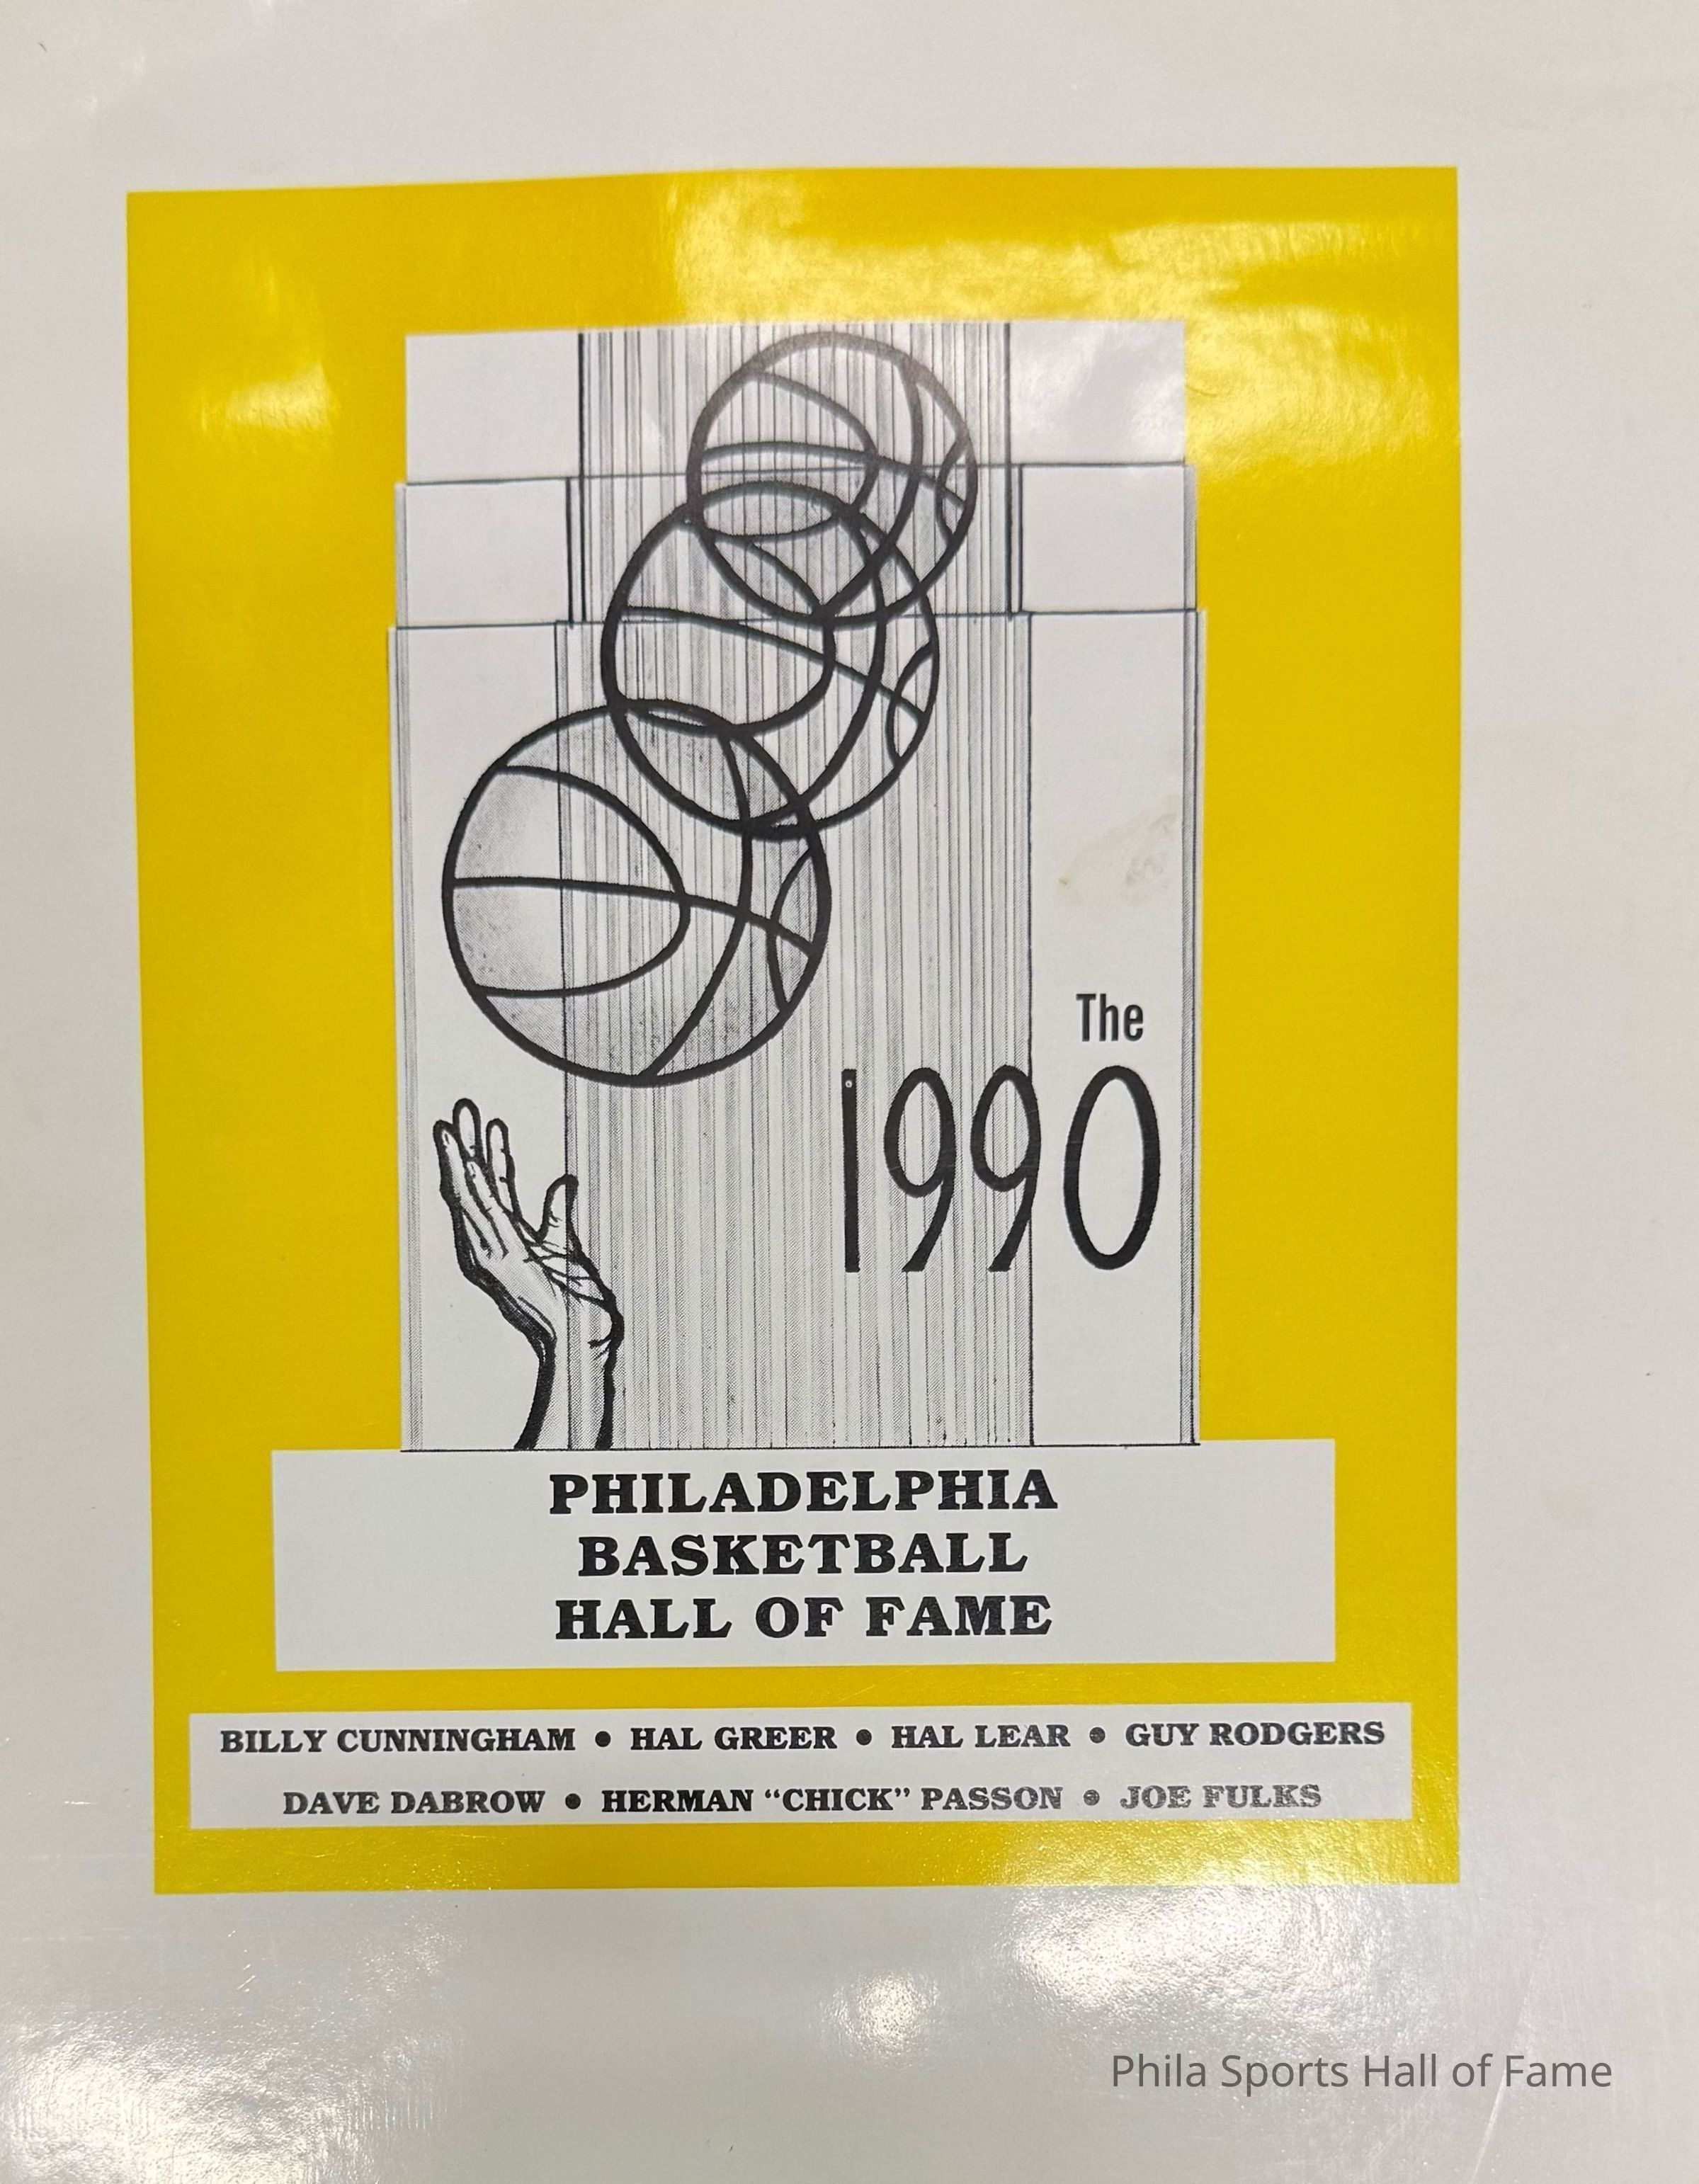 The
1990
PHILADELPHIA
BASKETBALL
HALL OF FAME
BILLY CUNNINGHAM • HAL GREER • HAL LEAR • GUY RODGERS
DAVE DABROW • HERMAN “CHICK” PASSON • JOE FULKS
Phila Sports Hall of Fame